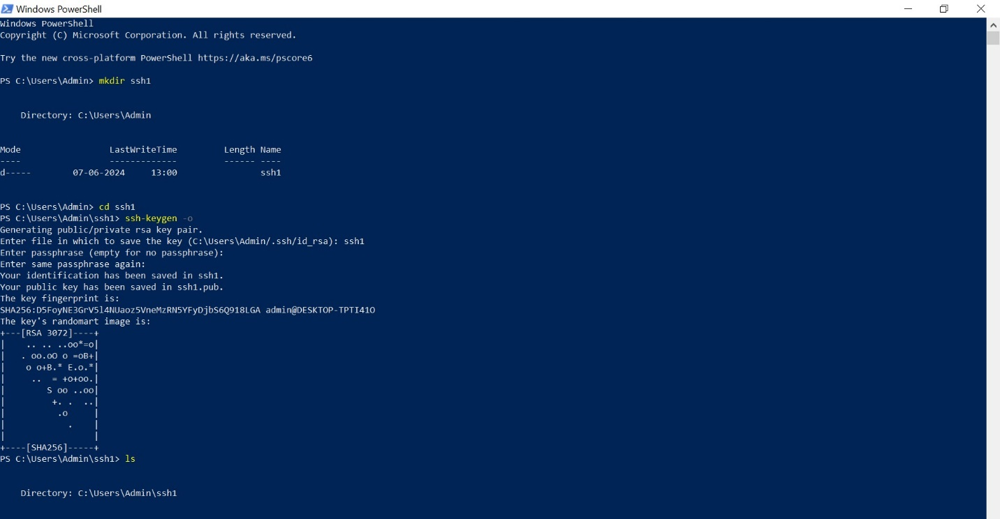 Windows PowerShell
Windows PowerShell
Copyright (C) Microsoft Corporation. All rights reserved.
Try the new cross-platform PowerShell https://aka.ms/pscore6
PS C:\Users\Admin> mkdir ssh1
    Directory: C:\Users\Admin
Mode                 LastWriteTime         Length Name
----                 -------------         ------ ----
d-----        07-06-2024     13:00                ssh1
PS C:\Users\Admin> cd ssh1
PS C:\Users\Admin\ssh1> ssh-keygen -o
Generating public/private rsa key pair.
Enter file in which to save the key (C:\Users\Admin/.ssh/id_rsa): ssh1
Enter passphrase (empty for no passphrase):
Enter same passphrase again:
Your identification has been saved in ssh1.
Your public key has been saved in ssh1.pub.
The key fingerprint is:
SHA256:D5FoyNE3GrV5l4NUaoz5VneMzRN5YFyDjbS6Q918LGA admin@DESKTOP-TPTI41O
The key's randomart image is:
+---[RSA 3072]----+
|    .. .. ..oo*=o|
|   . oo.oO o =oB+|
|    o o+B.* E.o.*|
|     ..  = +o+oo.|
|        S oo ..oo|
|         +. .  ..|
|          .o     |
|            .    |
|                 |
+----[SHA256]-----+
PS C:\Users\Admin\ssh1> ls
    Directory: C:\Users\Admin\ssh1